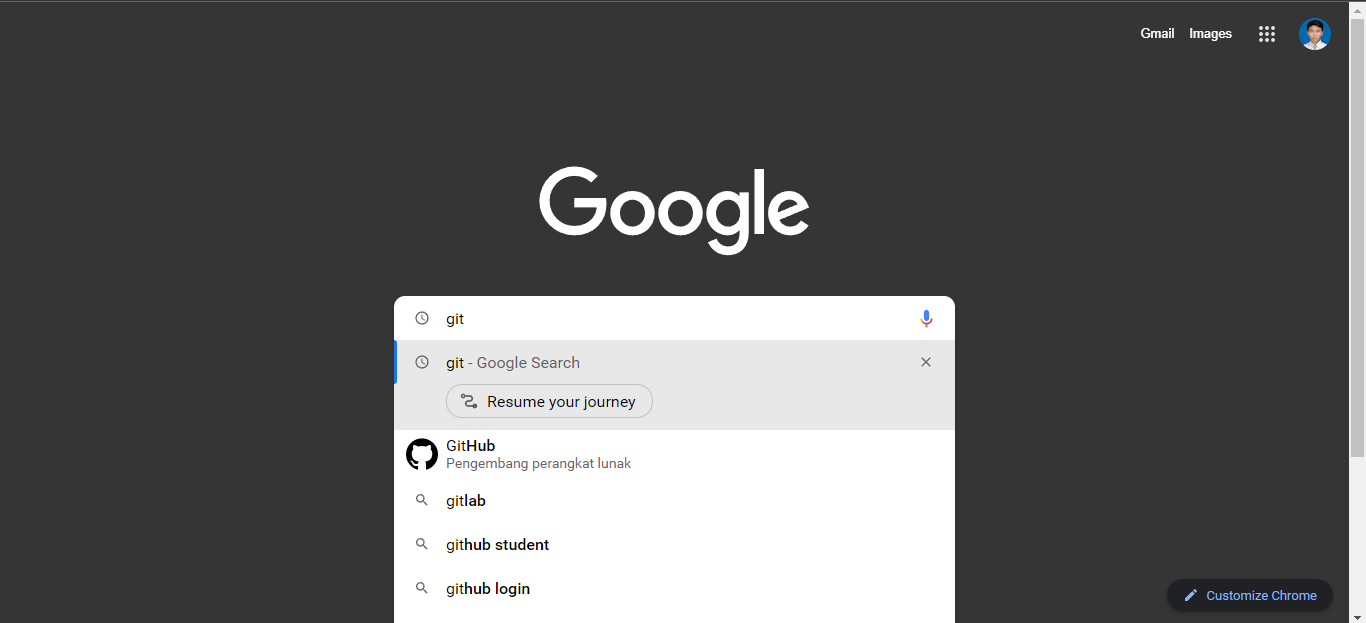 Gmail Images
Google
git
git - Google Search
Resume your journey
GitHub
Pengembang perangkat lunak
gitlab
github student
github login
Customize Chrome